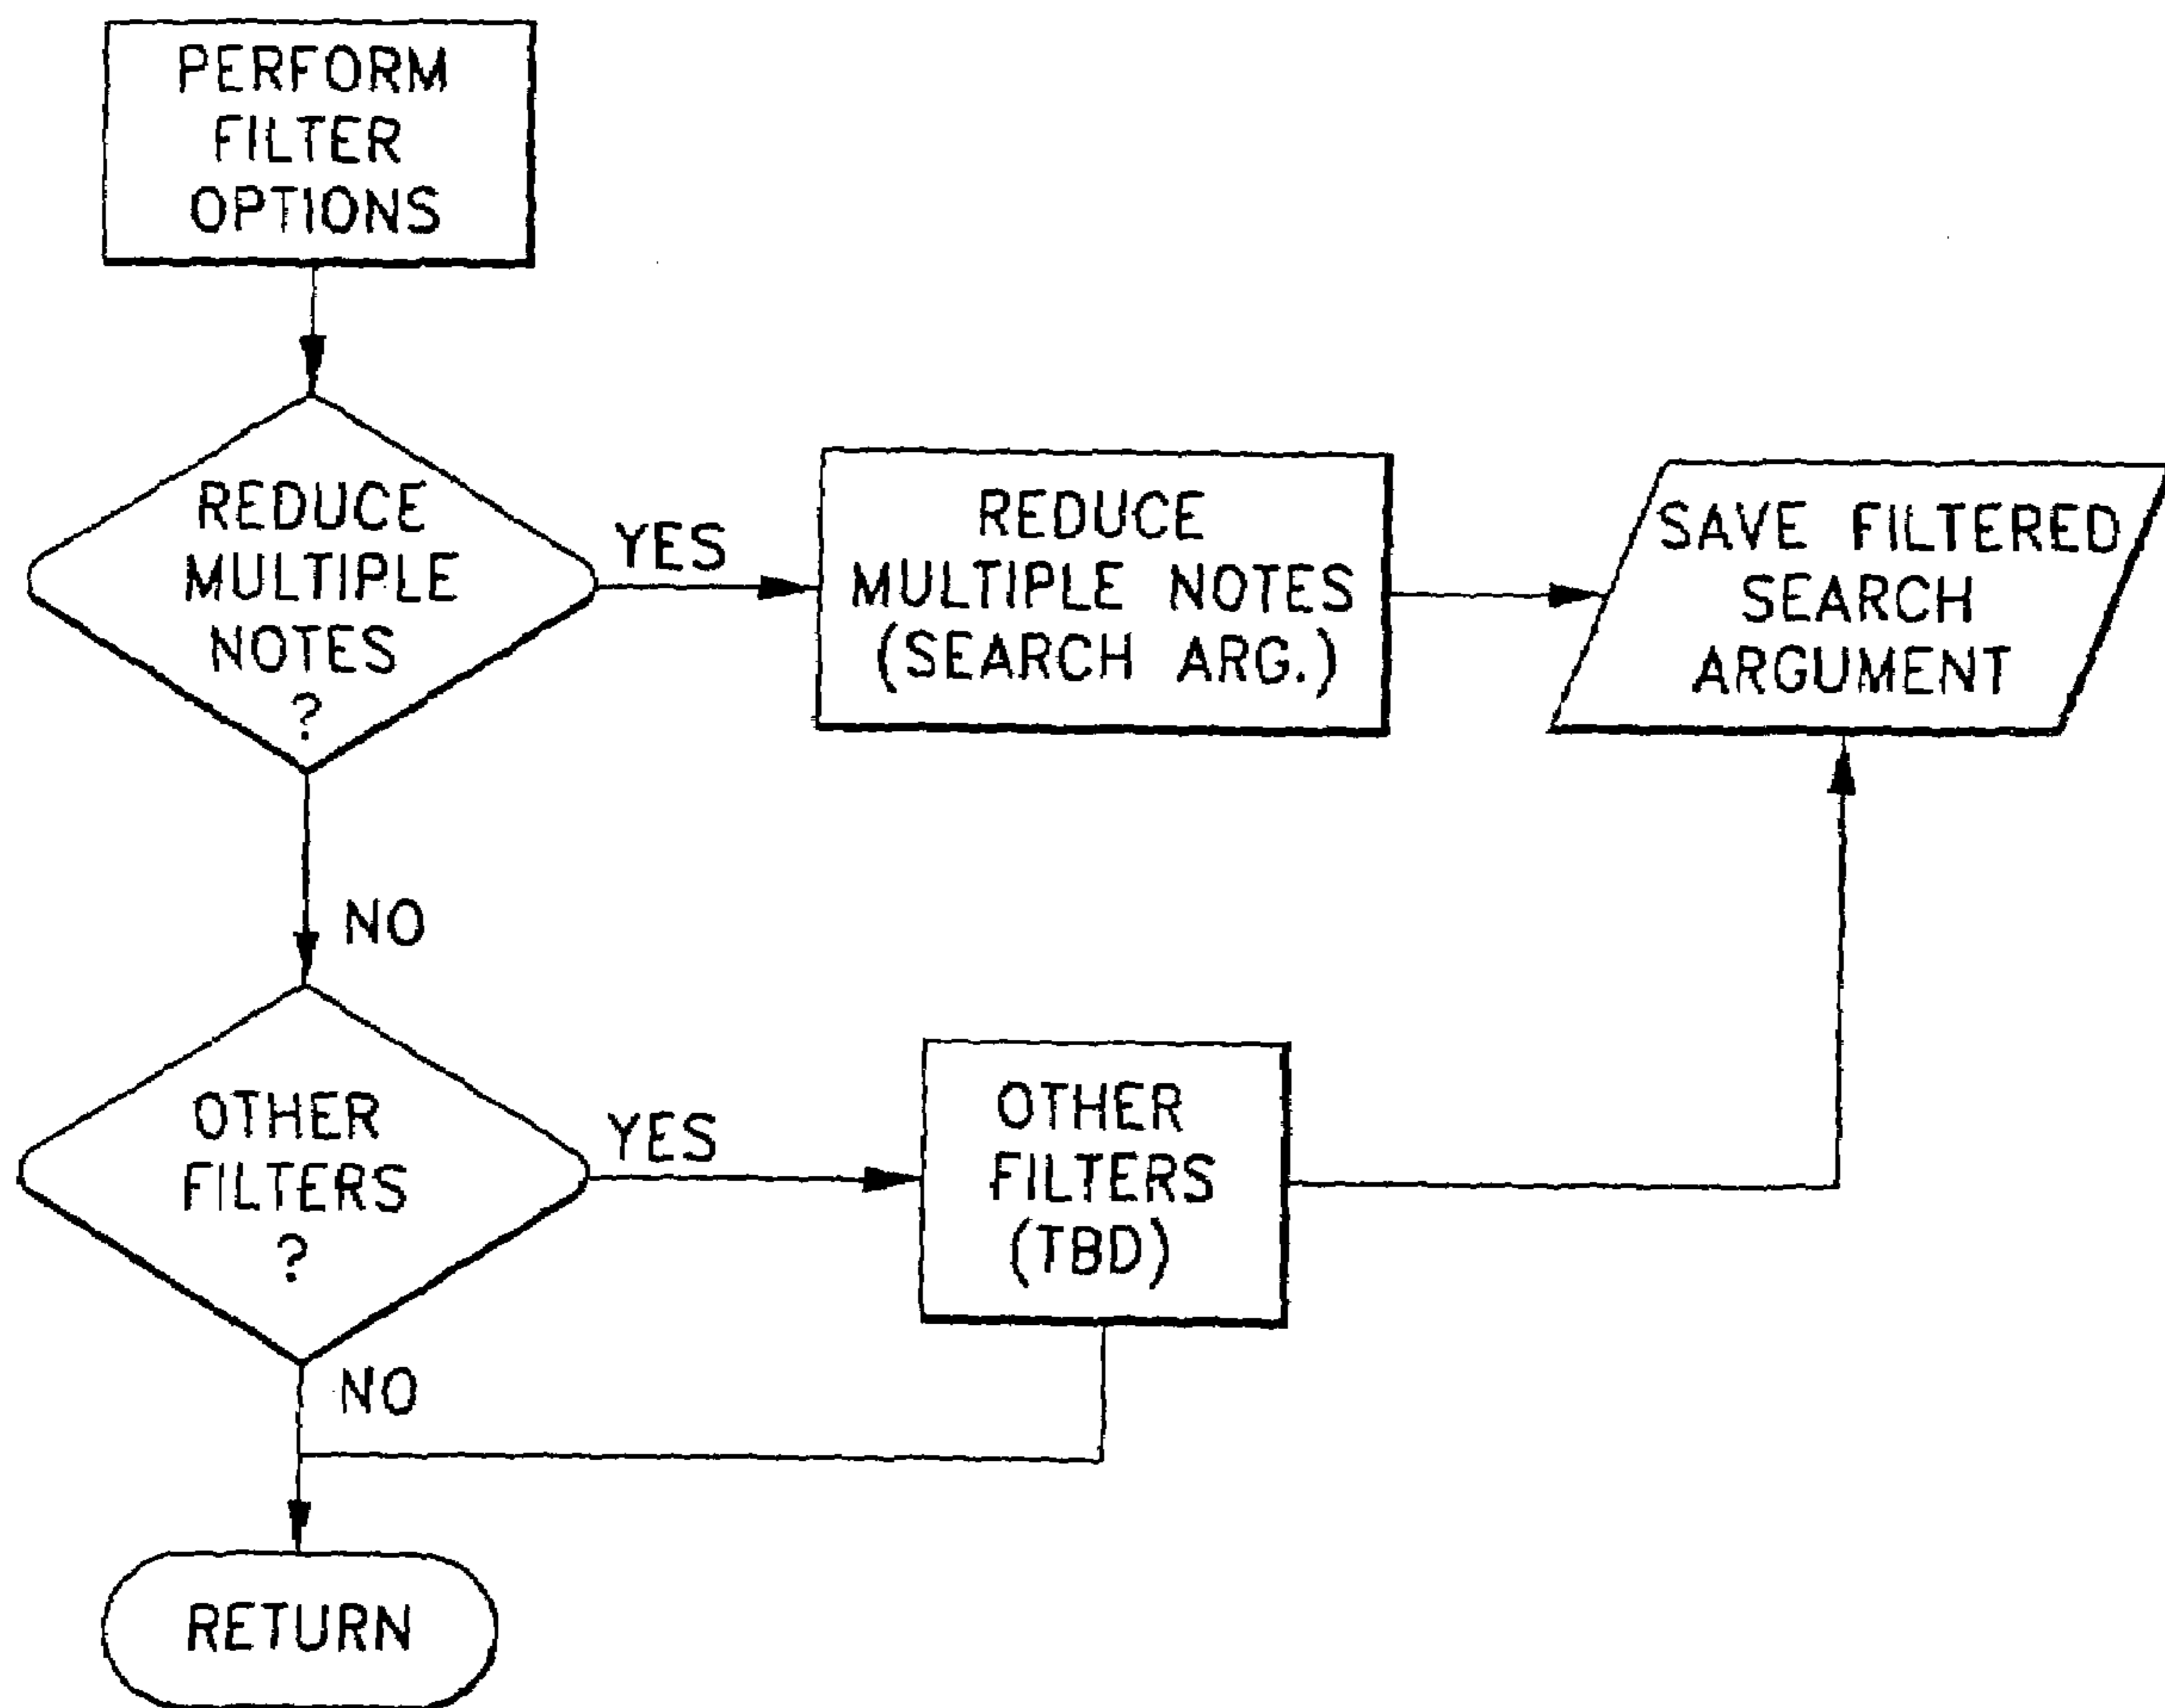 PERFORM
FILTER
OPTIONS
REDUCE
MULTIPLE
NOTES
?
YES
REDUCE
MULTIPLE NOTES
(SEARCH ARG.)
SAVE FILTERED
SEARCH
ARGUMENT
NO
OTHER
FILTERS
?
YES
OTHER
FILTERS
(TBD)
NO
RETURN